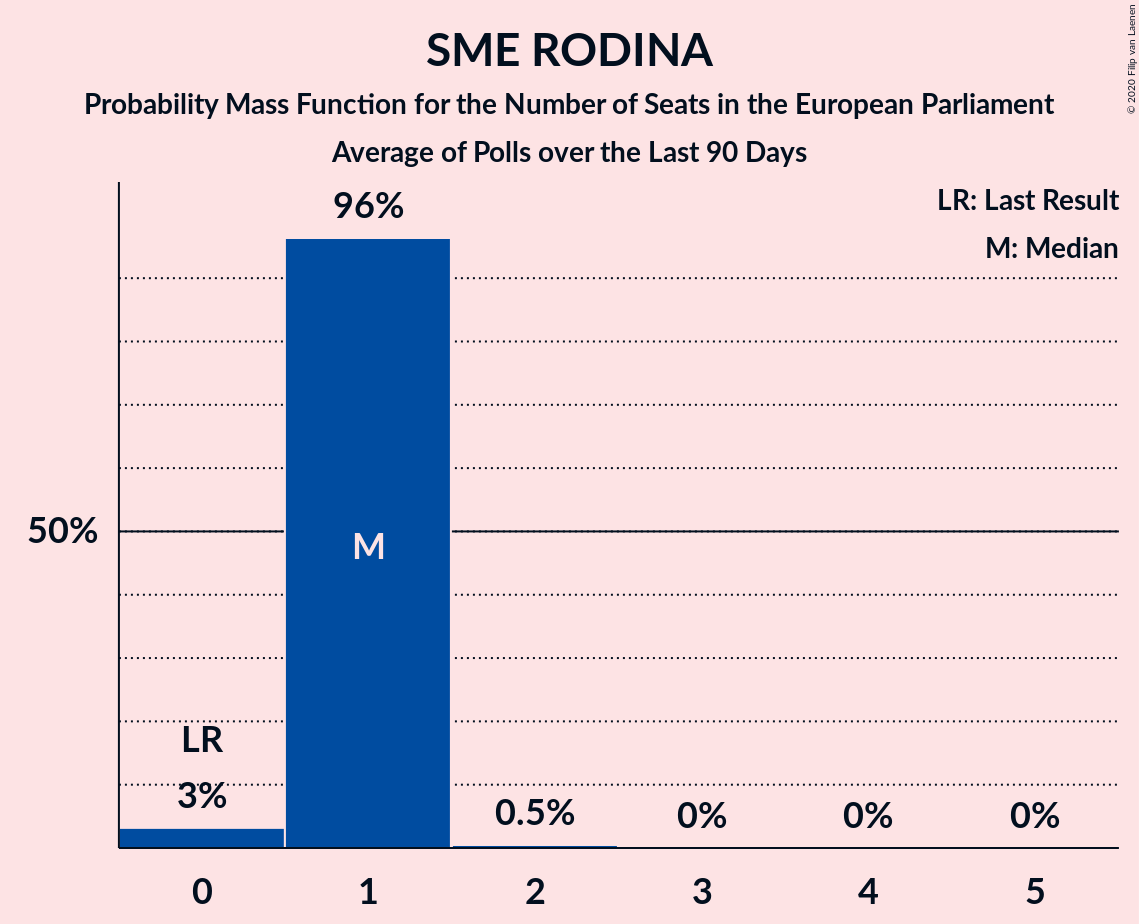 SME RODINA
Probability Mass Function for the Number of Seats in the European Parliament
Average of Polls over the Last 90 Days
© 2020 Filip van Laenen
LR: Last Result
M: Median
96%
50%
M
LR
3%
0.5%
0%
0%
0%
0
1
2
3
4
5